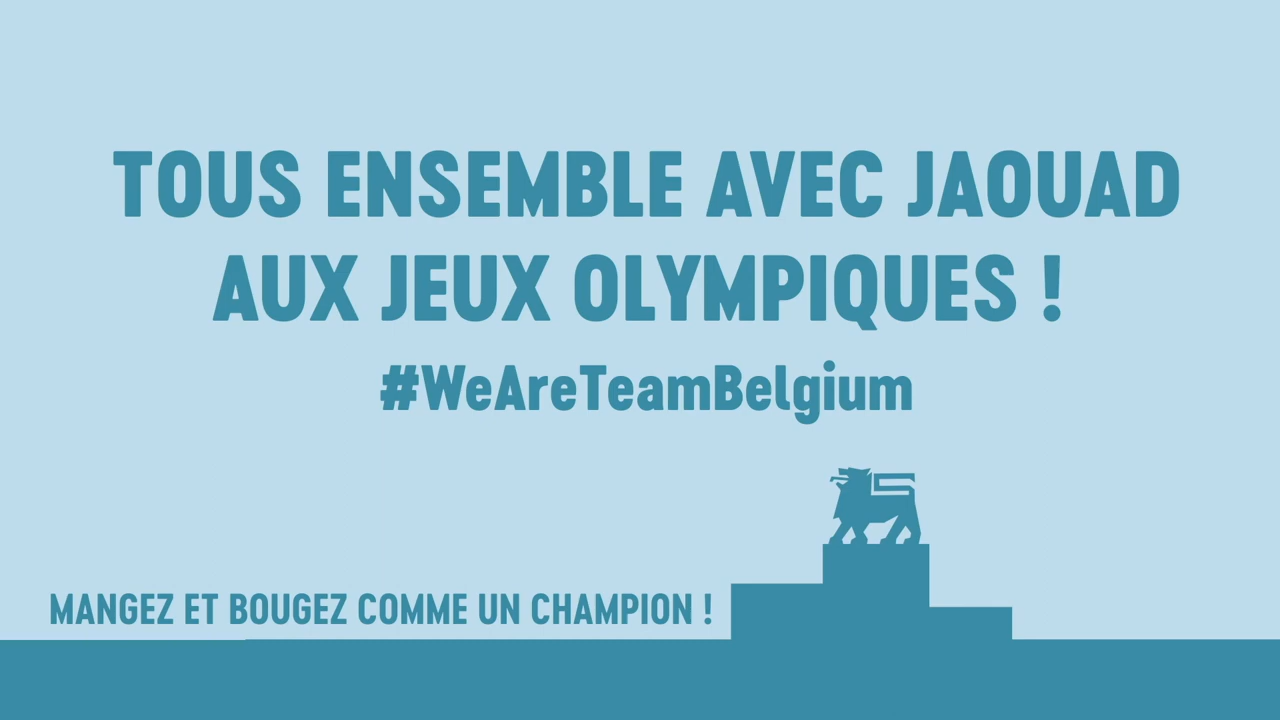 TOUS ENSEMBLE AVEC JAOUAD
AUX JEUX OLYMPIQUES !
#WeAreTeamBelgium
MANGEZ ET BOUGEZ COMME UN CHAMPION !